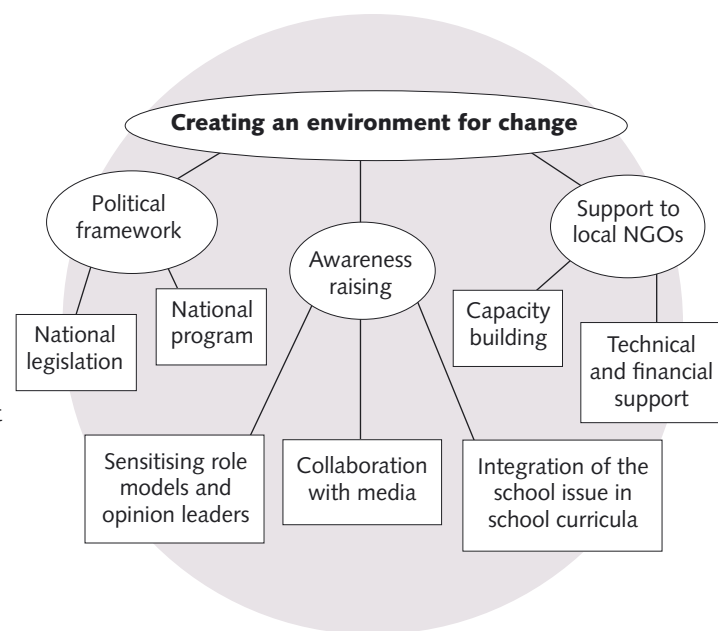 Creating an environment for change
Political
framework
Support to
local NGOs
Awareness
raising
National
program
Capacity
building
National
legislation
Technical
and financial
support
Sensitising role
models and
opinion leaders
Collaboration
with media
Integration of the
school issue in
school curricula